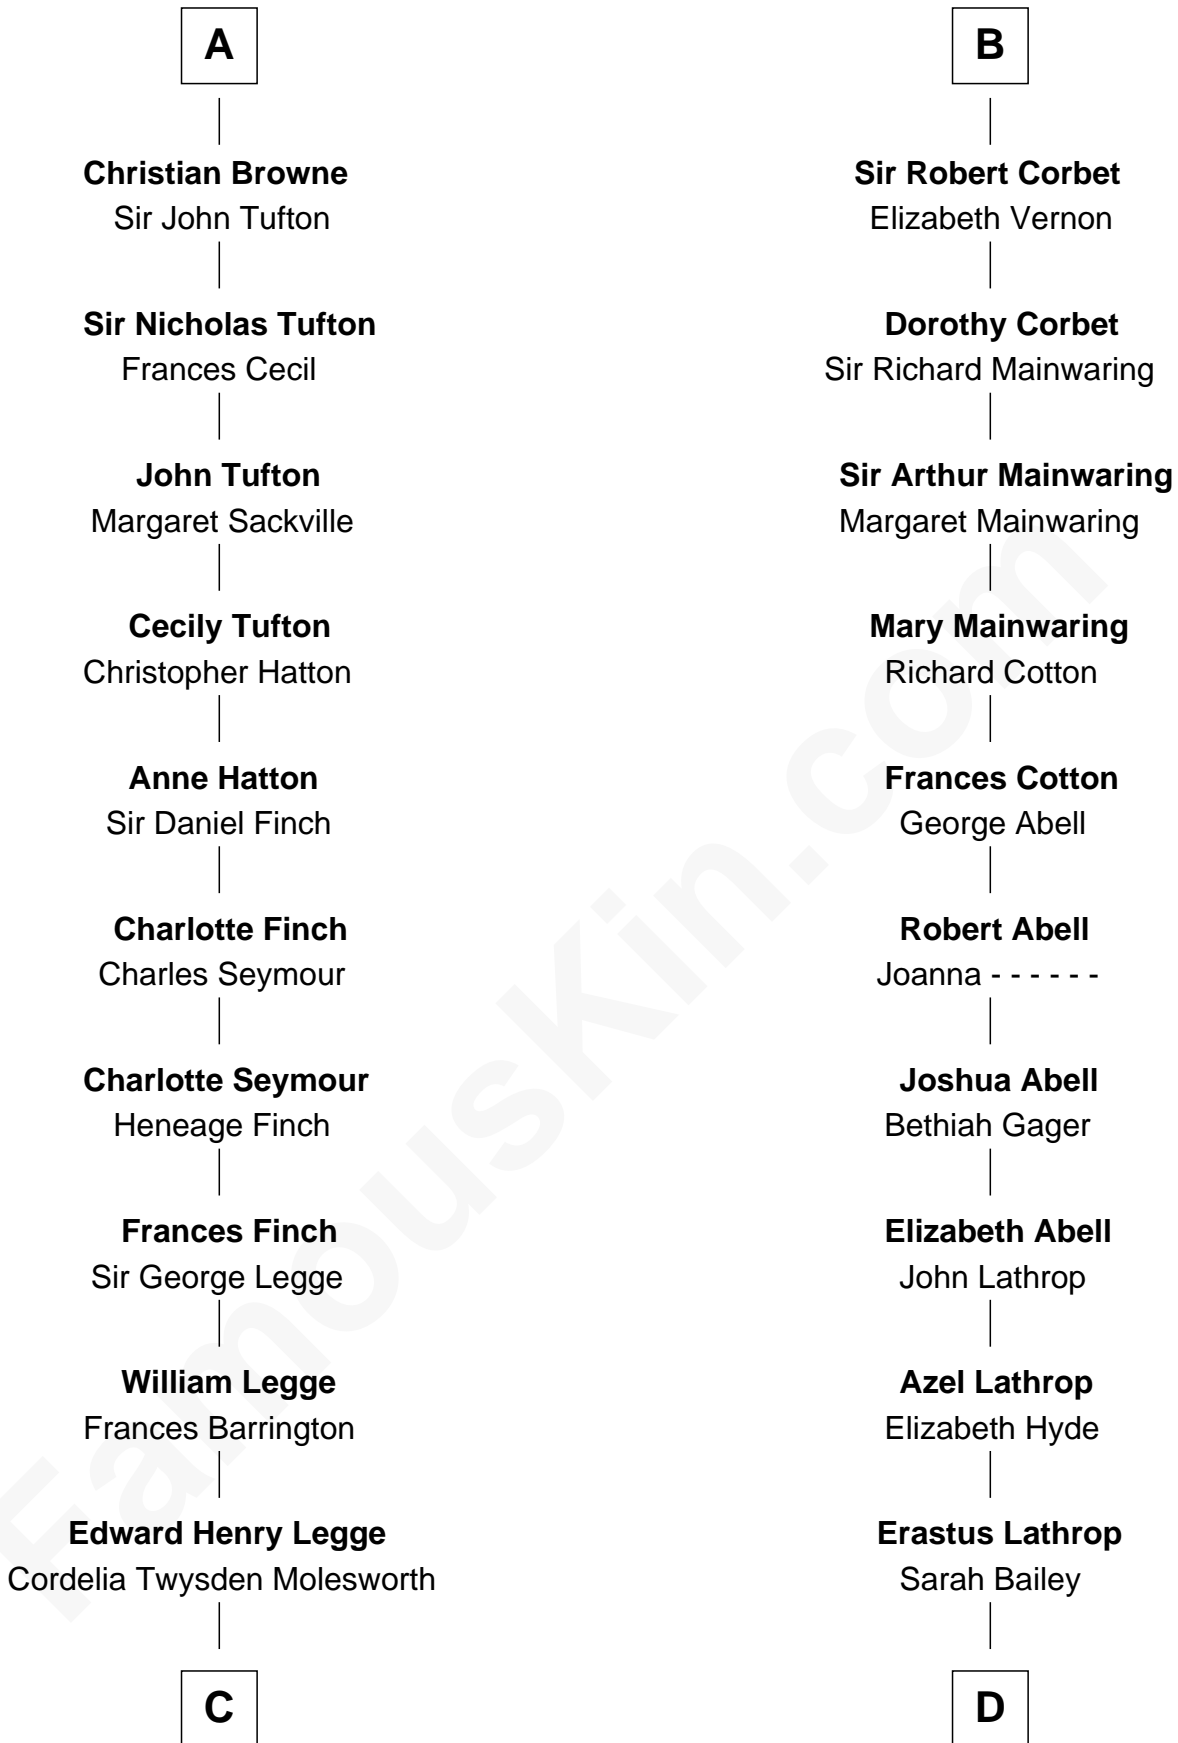 A
Christian Browne
Sir John Tufton
Sir Nicholas Tufton
Frances Cecil
John Tufton
Margaret Sackville
Cecily Tufton
Christopher Hatton
Anne Hatton
Sir Daniel Finch
Charlotte Finch
Charles Seymour
Charlotte Seymour
Heneage Finch
Frances Finch
Sir George Legge
William Legge
Frances Barrington
Edward Henry Legge
Cordelia Twysden Molesworth
C
B
Sir Robert Corbet
Elizabeth Vernon
Dorothy Corbet
Sir Richard Mainwaring
Sir Arthur Mainwaring
Margaret Mainwaring
Mary Mainwaring
Richard Cotton
Frances Cotton
George Abell
Robert Abell
Joanna - - - - - -
Joshua Abell
Bethiah Gager
Elizabeth Abell
John Lathrop
Azel Lathrop
Elizabeth Hyde
Erastus Lathrop
Sarah Bailey
D
FamousKin.com